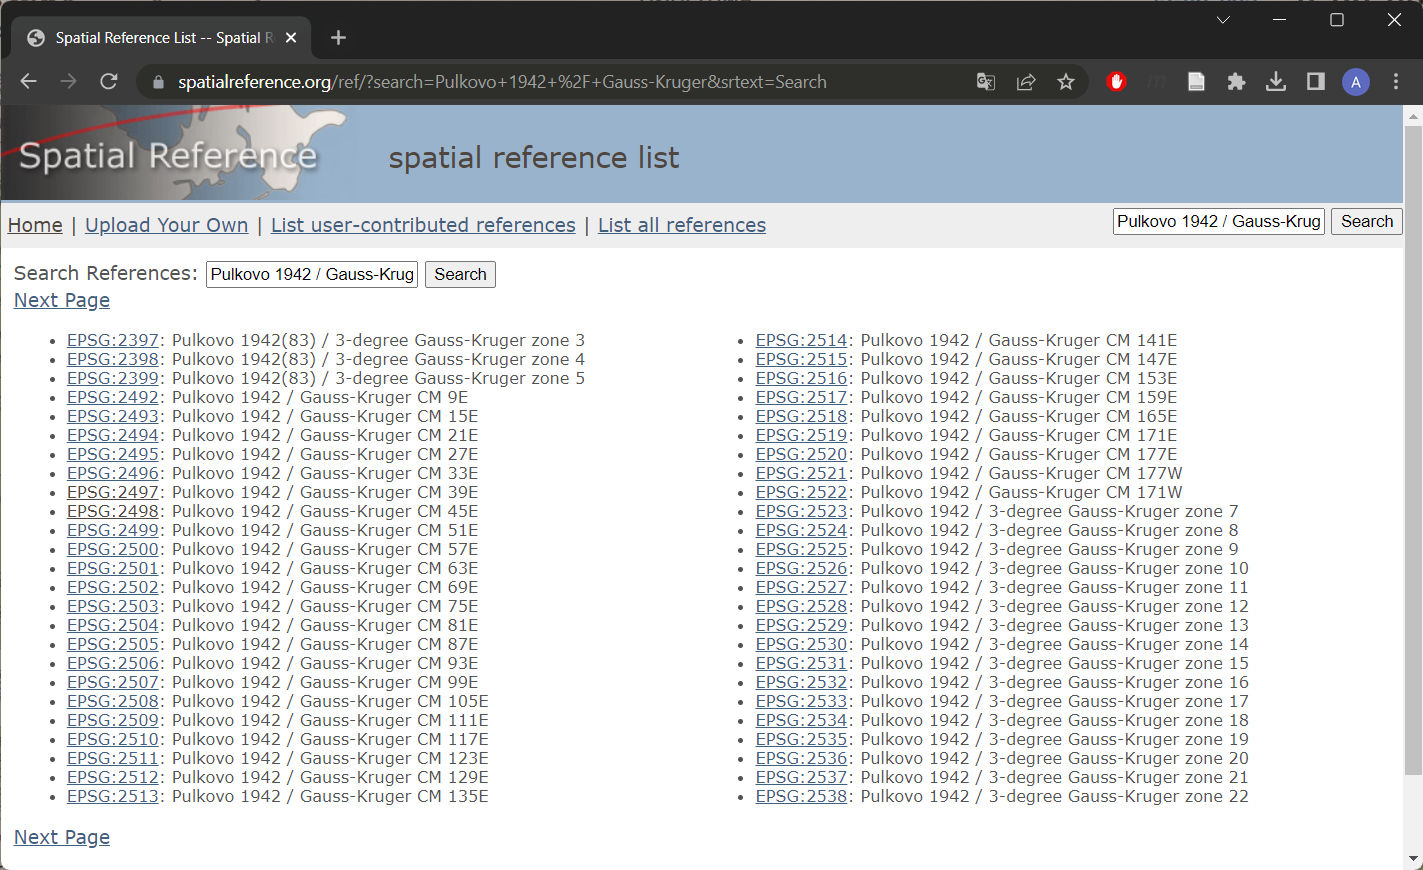 Spatial Reference List -- Spatial R
spatialreference.org/ref/?search=Pulkovo+1942+%2F+Gauss-Kruger&srtext=Search
A
Spatial Reference
spatial reference list
Home | Upload Your Own | List user-contributed references | List all references
Pulkovo 1942 / Gauss-Krug
Search
Search References: Pulkovo 1942 / Gauss-Krug Search
Next Page
EPSG:2397: Pulkovo 1942(83) / 3-degree Gauss-Kruger zone 3
EPSG:2398: Pulkovo 1942(83) / 3-degree Gauss-Kruger zone 4
EPSG:2399: Pulkovo 1942(83) / 3-degree Gauss-Kruger zone 5
EPSG:2492: Pulkovo 1942 / Gauss-Kruger CM 9E
EPSG:2493: Pulkovo 1942 / Gauss-Kruger CM 15E
EPSG:2494: Pulkovo 1942 / Gauss-Kruger CM 21E
EPSG:2495: Pulkovo 1942 / Gauss-Kruger CM 27E
EPSG:2496: Pulkovo 1942 / Gauss-Kruger CM 33E
EPSG:2497: Pulkovo 1942 / Gauss-Kruger CM 39E
EPSG:2498: Pulkovo 1942 / Gauss-Kruger CM 45E
EPSG:2499: Pulkovo 1942 / Gauss-Kruger CM 51E
EPSG:2500: Pulkovo 1942 / Gauss-Kruger CM 57E
EPSG:2501: Pulkovo 1942 / Gauss-Kruger CM 63E
EPSG:2502: Pulkovo 1942 / Gauss-Kruger CM 69E
EPSG:2503: Pulkovo 1942 / Gauss-Kruger CM 75E
EPSG:2504: Pulkovo 1942 / Gauss-Kruger CM 81E
EPSG:2505: Pulkovo 1942 / Gauss-Kruger CM 87E
EPSG:2506: Pulkovo 1942 / Gauss-Kruger CM 93E
EPSG:2507: Pulkovo 1942 / Gauss-Kruger CM 99E
EPSG:2508: Pulkovo 1942 / Gauss-Kruger CM 105E
EPSG:2509: Pulkovo 1942 / Gauss-Kruger CM 111E
EPSG:2510: Pulkovo 1942 / Gauss-Kruger CM 117E
EPSG:2511: Pulkovo 1942 / Gauss-Kruger CM 123E
EPSG:2512: Pulkovo 1942 / Gauss-Kruger CM 129E
EPSG:2513: Pulkovo 1942 / Gauss-Kruger CM 135E
EPSG:2514: Pulkovo 1942 / Gauss-Kruger CM 141E
EPSG:2515: Pulkovo 1942 / Gauss-Kruger CM 147E
EPSG:2516: Pulkovo 1942 / Gauss-Kruger CM 153E
EPSG:2517: Pulkovo 1942 / Gauss-Kruger CM 159E
EPSG:2518: Pulkovo 1942 / Gauss-Kruger CM 165E
EPSG:2519: Pulkovo 1942 / Gauss-Kruger CM 171E
EPSG:2520: Pulkovo 1942 / Gauss-Kruger CM 177E
EPSG:2521: Pulkovo 1942 / Gauss-Kruger CM 177W
EPSG:2522: Pulkovo 1942 / Gauss-Kruger CM 171W
EPSG:2523: Pulkovo 1942 / 3-degree Gauss-Kruger zone 7
EPSG:2524: Pulkovo 1942 / 3-degree Gauss-Kruger zone 8
EPSG:2525: Pulkovo 1942 / 3-degree Gauss-Kruger zone 9
EPSG:2526: Pulkovo 1942 / 3-degree Gauss-Kruger zone 10
EPSG:2527: Pulkovo 1942 / 3-degree Gauss-Kruger zone 11
EPSG:2528: Pulkovo 1942 / 3-degree Gauss-Kruger zone 12
EPSG:2529: Pulkovo 1942 / 3-degree Gauss-Kruger zone 13
EPSG:2530: Pulkovo 1942 / 3-degree Gauss-Kruger zone 14
EPSG:2531: Pulkovo 1942 / 3-degree Gauss-Kruger zone 15
EPSG:2532: Pulkovo 1942 / 3-degree Gauss-Kruger zone 16
EPSG:2533: Pulkovo 1942 / 3-degree Gauss-Kruger zone 17
EPSG:2534: Pulkovo 1942 / 3-degree Gauss-Kruger zone 18
EPSG:2535: Pulkovo 1942 / 3-degree Gauss-Kruger zone 19
EPSG:2536: Pulkovo 1942 / 3-degree Gauss-Kruger zone 20
EPSG:2537: Pulkovo 1942 / 3-degree Gauss-Kruger zone 21
EPSG:2538: Pulkovo 1942 / 3-degree Gauss-Kruger zone 22
Next Page